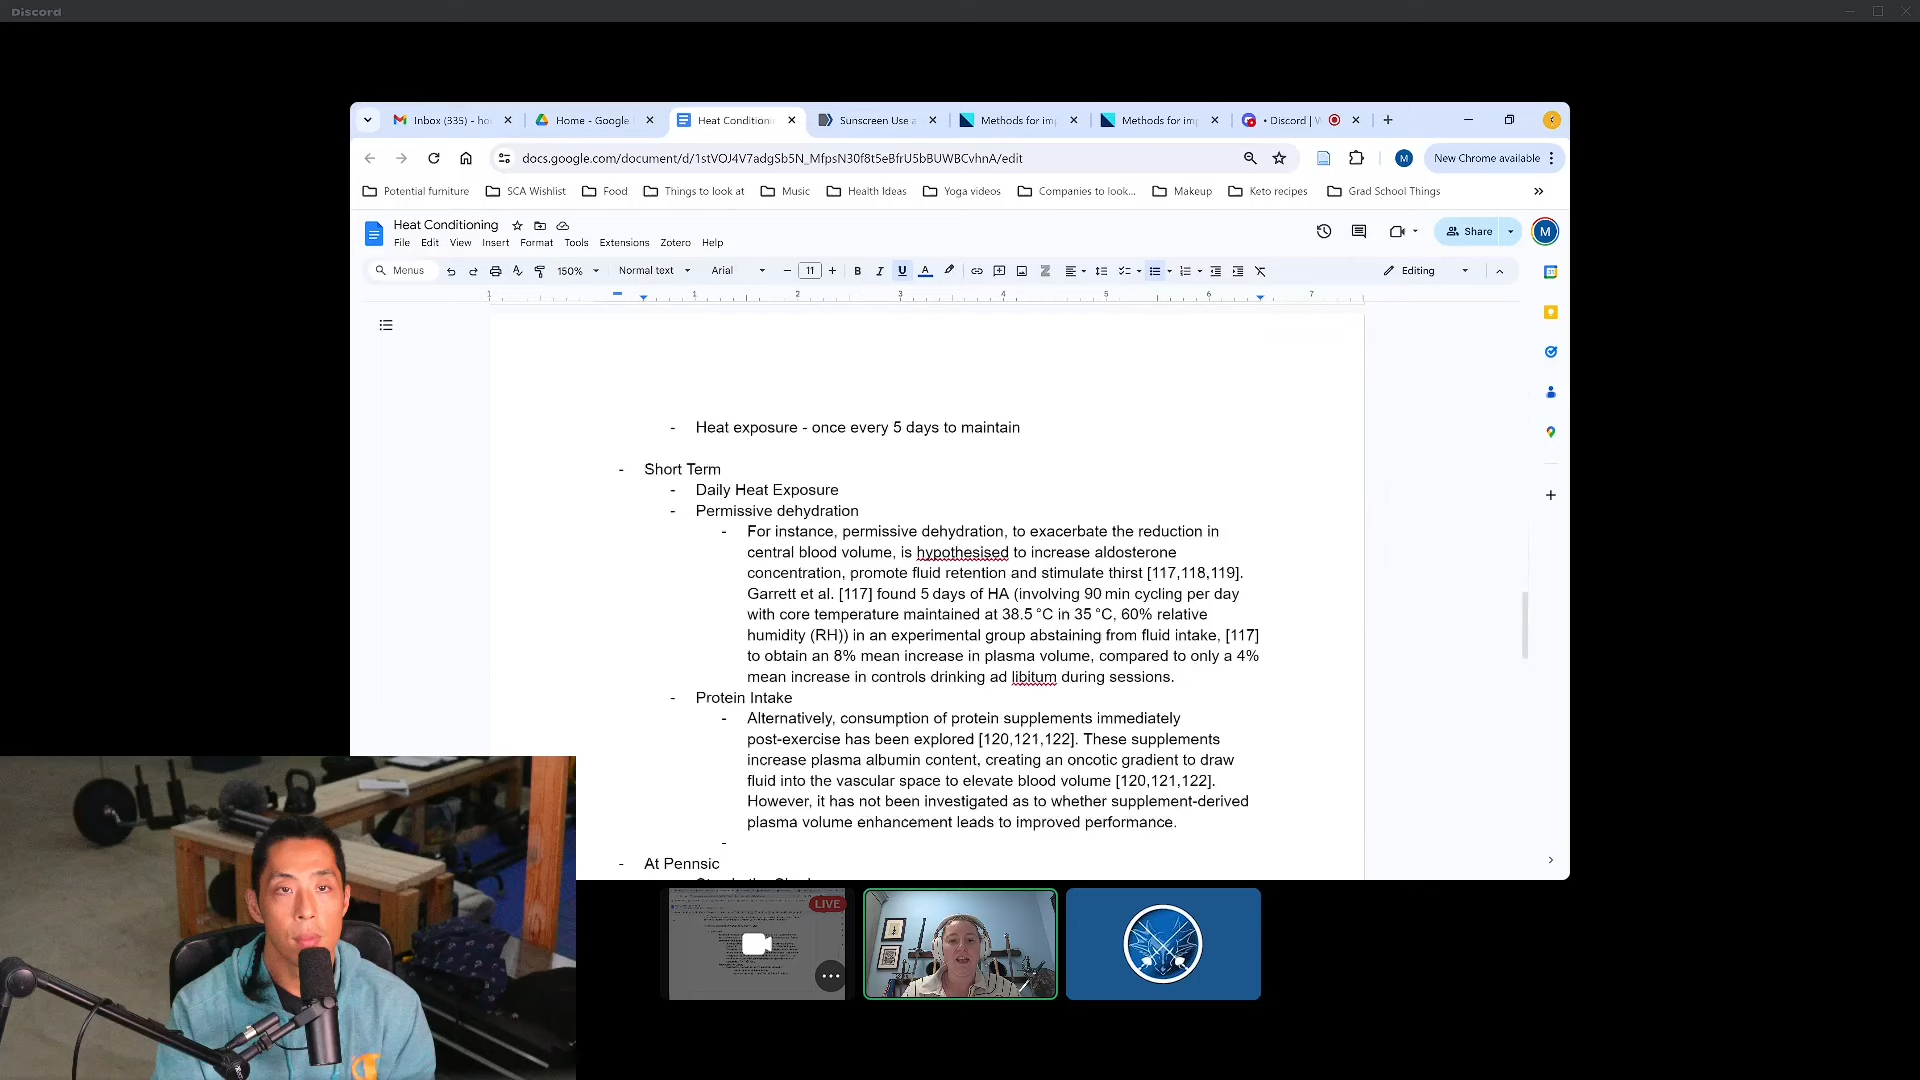 Discord
Inbox (335) - ho
Home - Google
Heat Conditionin
Sunscreen Use a
Methods for imp
Methods for imp
• Discord | W
docs.google.com/document/d/1stVOJ4V7adgSb5N_MfpsN30f8t5eBfrU5bBUWBCvhnA/edit
M
New Chrome available
Potential furniture
SCA Wishlist
Food
Things to look at
Music
Health Ideas
Yoga videos
Companies to look...
Makeup
Keto recipes
Grad School Things
Heat Conditioning
File Edit View Insert Format Tools Extensions Zotero Help
Share
M
Menus
150%
Normal text
Arial
11
B I U A
Editing
1 1 2 3 4 5 6 7
- Heat exposure - once every 5 days to maintain
- Short Term
- Daily Heat Exposure
- Permissive dehydration
- For instance, permissive dehydration, to exacerbate the reduction in
central blood volume, is hypothesised to increase aldosterone
concentration, promote fluid retention and stimulate thirst [117,118,119].
Garrett et al. [117] found 5 days of HA (involving 90 min cycling per day
with core temperature maintained at 38.5 °C in 35 °C, 60% relative
humidity (RH)) in an experimental group abstaining from fluid intake, [117]
to obtain an 8% mean increase in plasma volume, compared to only a 4%
mean increase in controls drinking ad libitum during sessions.
- Protein Intake
- Alternatively, consumption of protein supplements immediately
post-exercise has been explored [120,121,122]. These supplements
increase plasma albumin content, creating an oncotic gradient to draw
fluid into the vascular space to elevate blood volume [120,121,122].
However, it has not been investigated as to whether supplement-derived
plasma volume enhancement leads to improved performance.
-
- At Pennsic
LIVE